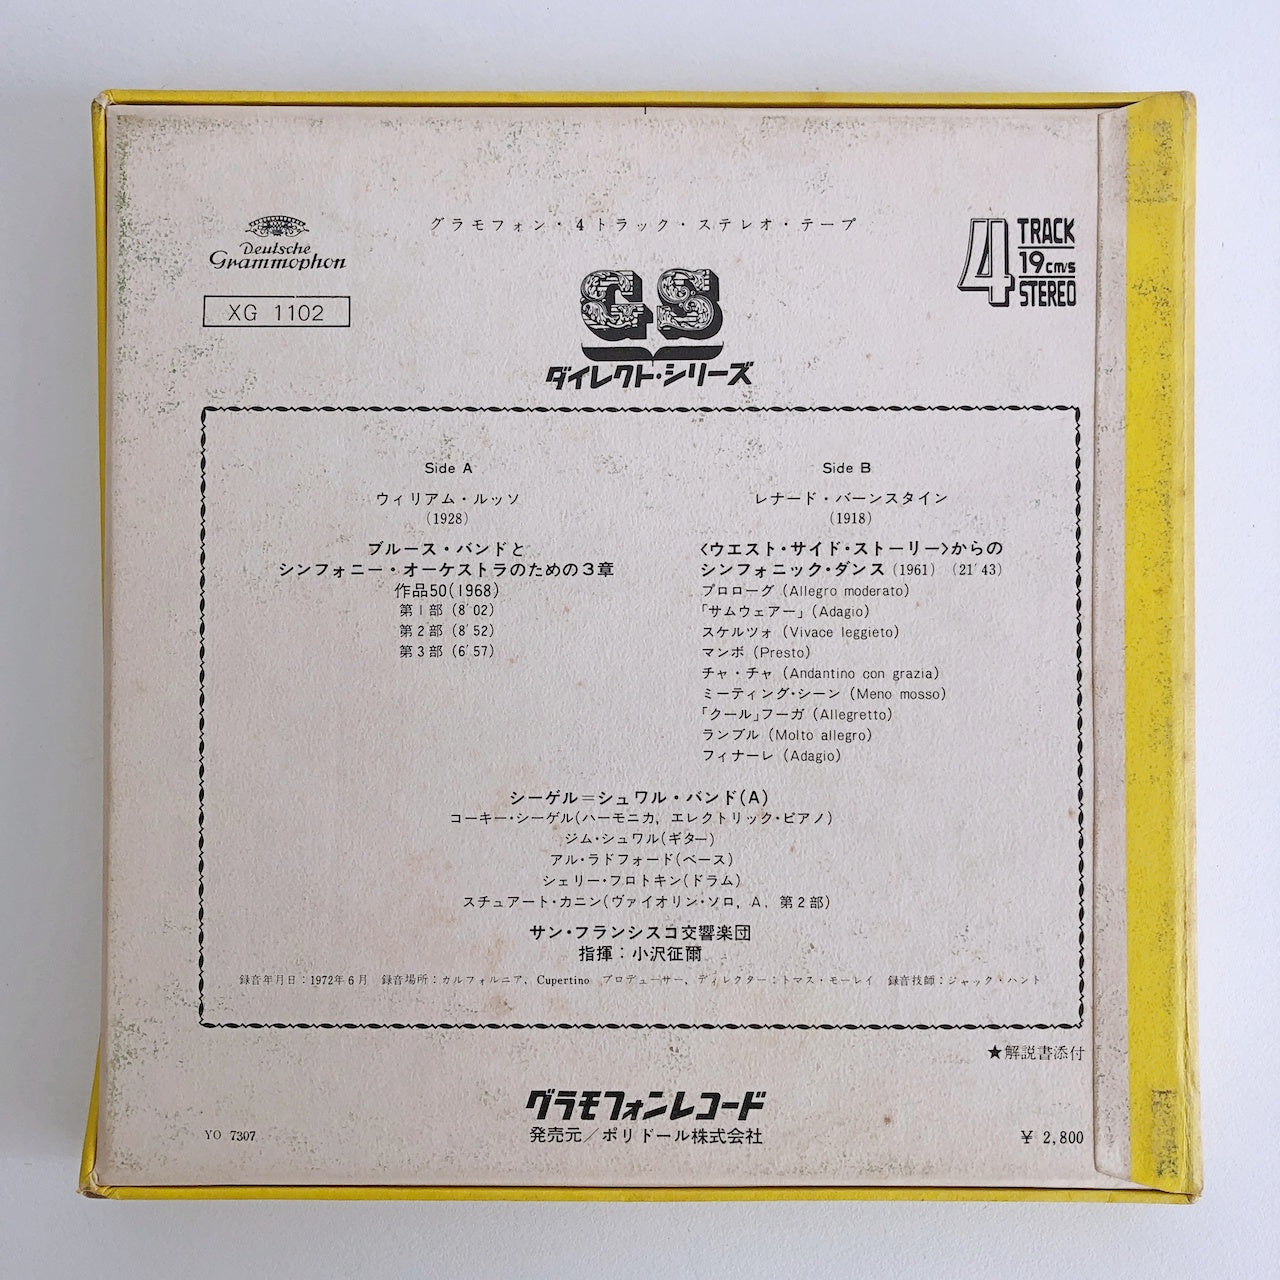 Deutsche
Grammophon
XG 1102
グラモフォン・4トラック・ステレオ・テープ
GS
ダイレクト・シリーズ
4 TRACK
19cm/s
STEREO
Side A
ウィリアム・ルッソ
(1928)
ブルース・バンドと
シンフォニー・オーケストラのための3章
作品50(1968)
第1部 (8′02)
第2部 (8′52)
第3部 (6′57)
Side B
レナード・バーンスタイン
(1918)
〈ウエスト・サイド・ストーリー〉からの
シンフォニック・ダンス (1961) (21′43)
プロローグ (Allegro moderato)
「サムウェアー」 (Adagio)
スケルツォ (Vivace leggieto)
マンボ (Presto)
チャ・チャ (Andantino con grazia)
ミーティング・シーン (Meno mosso)
「クール」フーガ (Allegretto)
ランブル (Molto allegro)
フィナーレ (Adagio)
シーゲル=シュワル・バンド(A)
コーキー・シーゲル(ハーモニカ, エレクトリック・ピアノ)
ジム・シュワル(ギター)
アル・ラドフォード(ベース)
シェリー・フロトキン(ドラム)
スチュアート・カニン(ヴァイオリン・ソロ, A, 第2部)
サン・フランシスコ交響楽団
指揮：小沢征爾
録音年月日：1972年6月 録音場所：カルフォルニア, Cupertino プロデューサー, ディレクター：トマス・モーレイ 録音技師：ジャック・ハント
★解説書添付
グラモフォンレコード
発売元／ポリドール株式会社
YO 7307
¥ 2,800